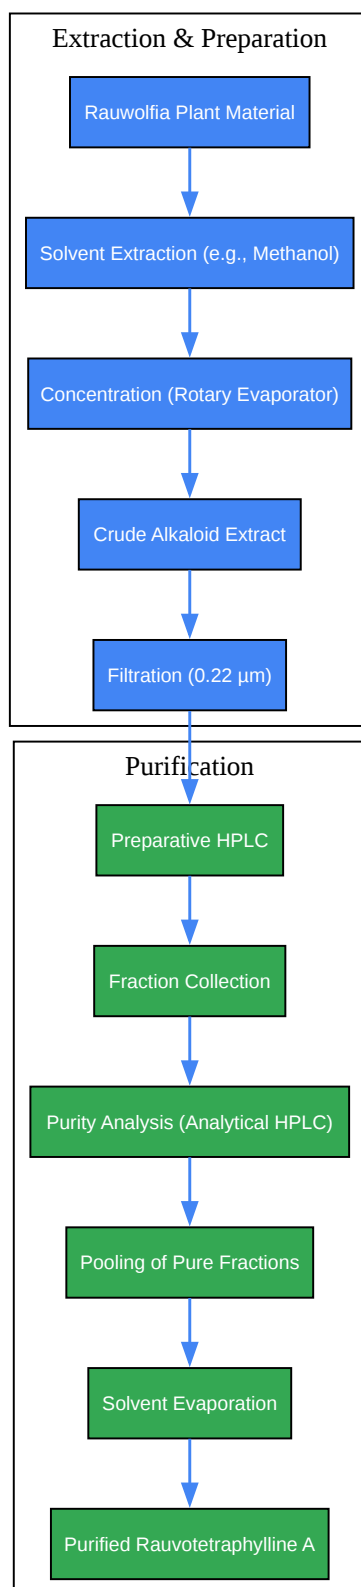 Extraction & Preparation
Rauwolfia Plant Material
Solvent Extraction (e.g., Methanol)
Concentration (Rotary Evaporator)
Crude Alkaloid Extract
Filtration (0.22 µm)
Purification
Preparative HPLC
Fraction Collection
Purity Analysis (Analytical HPLC)
Pooling of Pure Fractions
Solvent Evaporation
Purified Rauvotetraphylline A